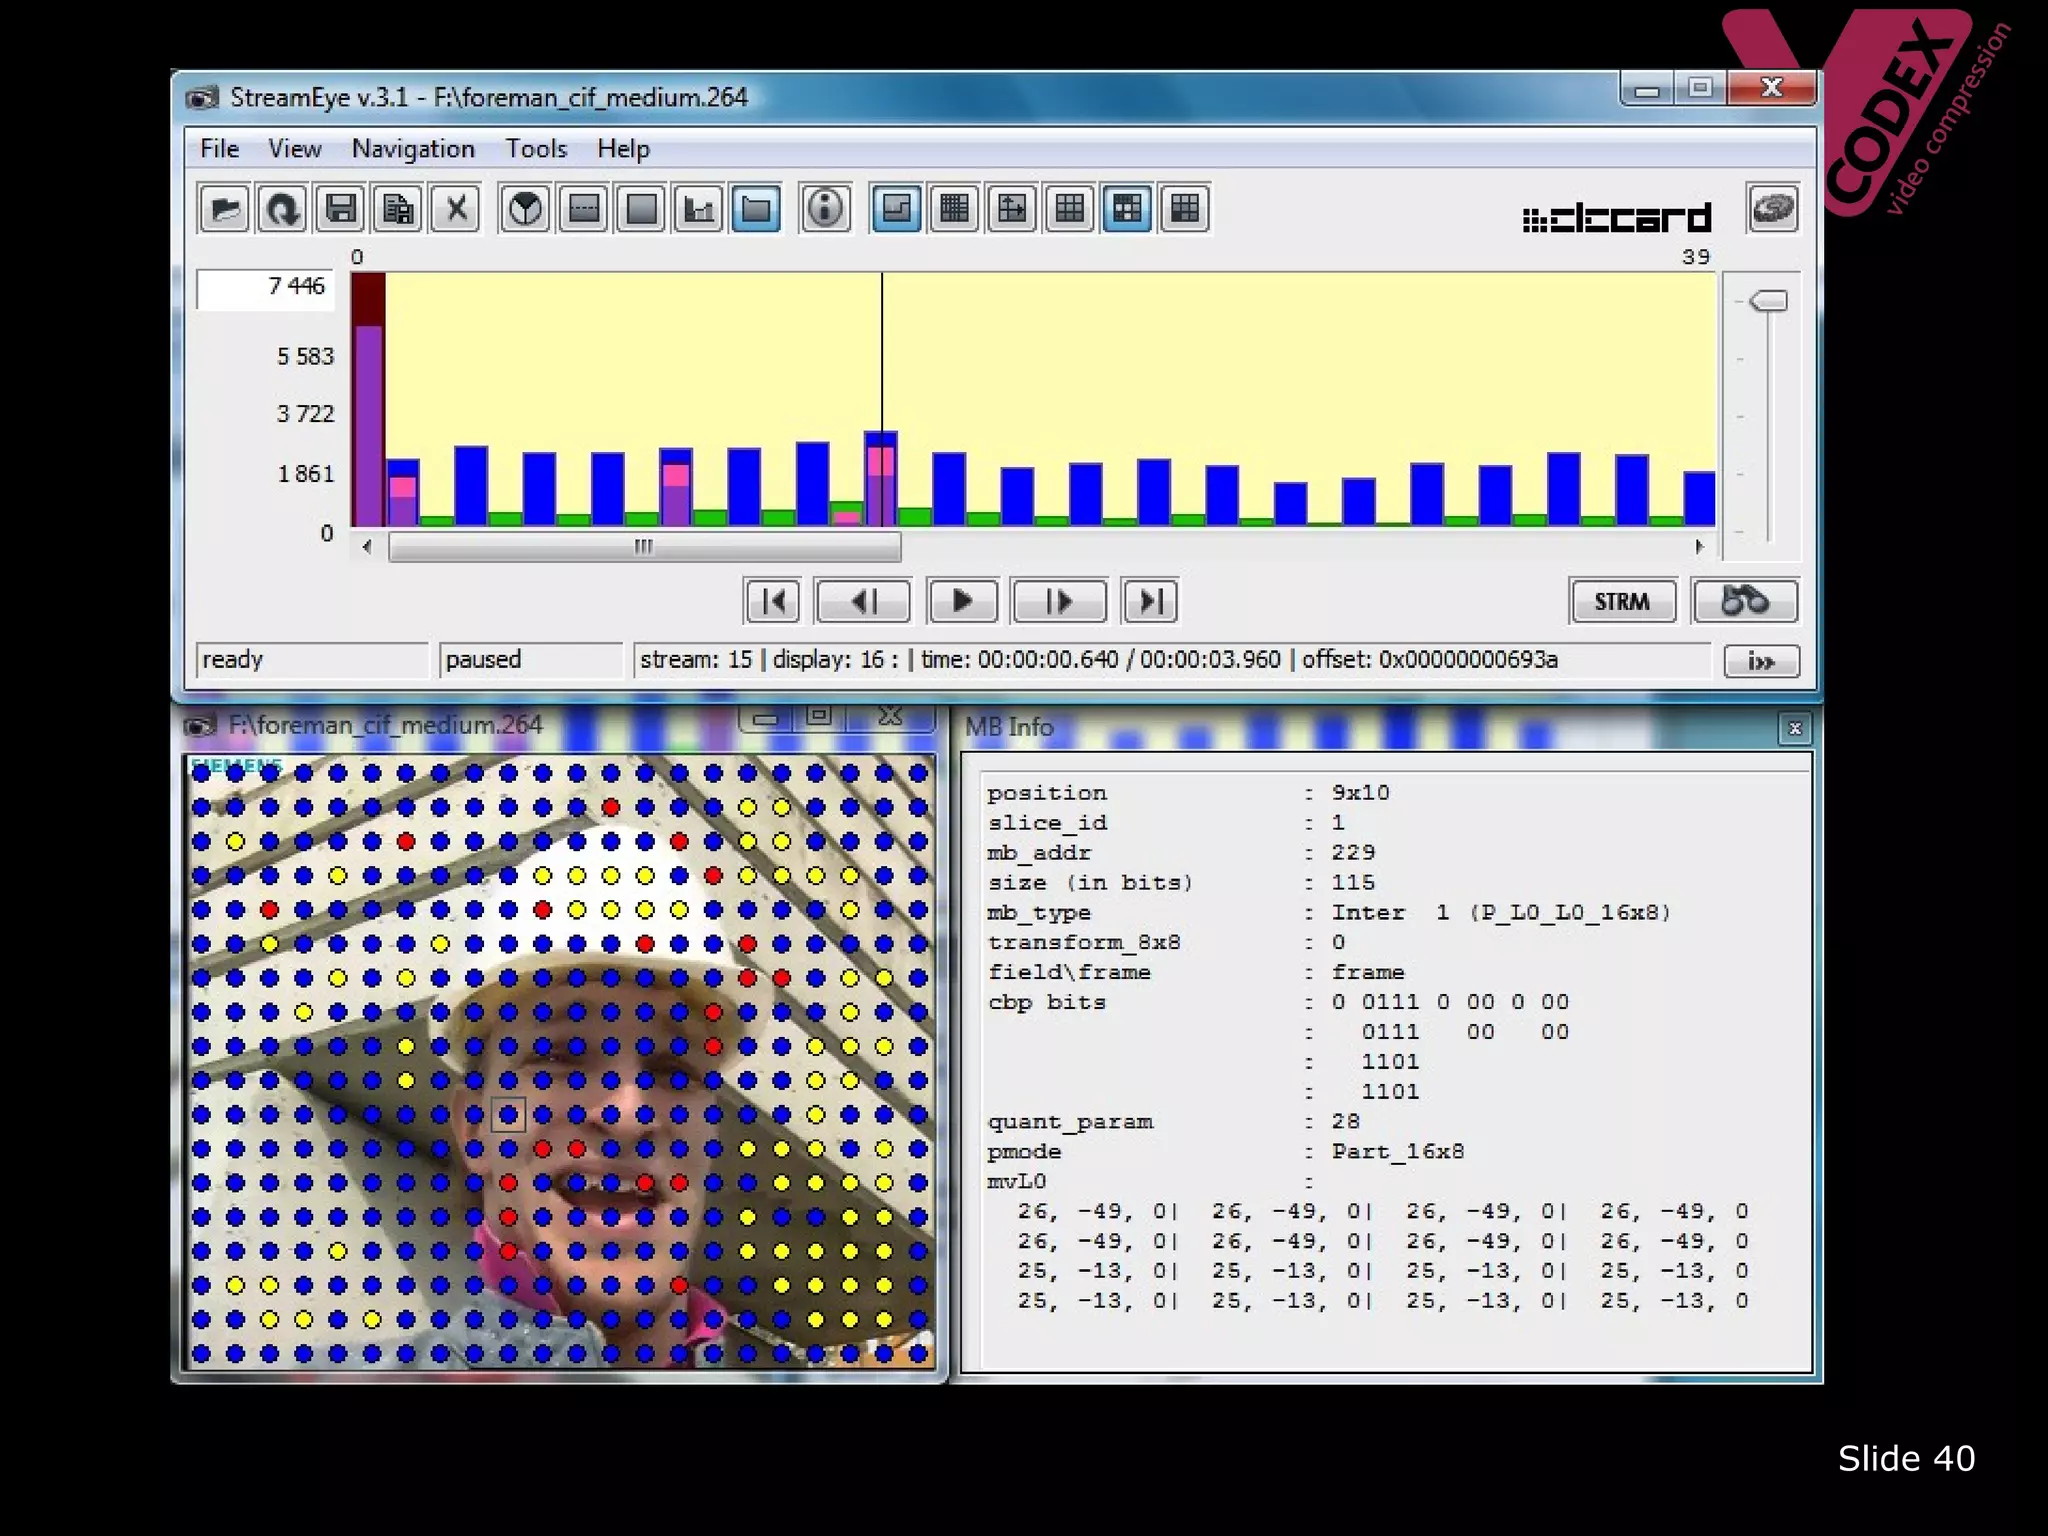 VCODEX
video compression
StreamEye v.3.1 - F:\foreman_cif_medium.264
File View Navigation Tools Help
elecard
0 39
7 446
5 583
3 722
1 861
0
STRM
ready paused stream: 15 | display: 16 : | time: 00:00:00.640 / 00:00:03.960 | offset: 0x00000000693a
F:\foreman_cif_medium.264
SIEMENS
MB Info
position : 9x10
slice_id : 1
mb_addr : 229
size (in bits) : 115
mb_type : Inter 1 (P_L0_L0_16x8)
transform_8x8 : 0
field\frame : frame
cbp bits : 0 0111 0 00 0 00
: 0111 00 00
: 1101
: 1101
quant_param : 28
pmode : Part_16x8
mvL0 :
26, -49, 0| 26, -49, 0| 26, -49, 0| 26, -49, 0
26, -49, 0| 26, -49, 0| 26, -49, 0| 26, -49, 0
25, -13, 0| 25, -13, 0| 25, -13, 0| 25, -13, 0
25, -13, 0| 25, -13, 0| 25, -13, 0| 25, -13, 0
Slide 40